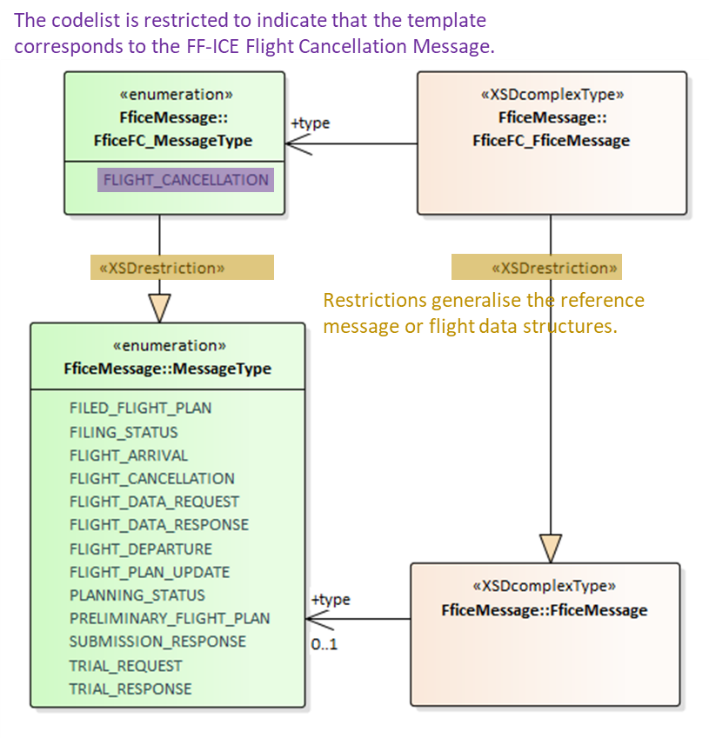 The codelist is restricted to indicate that the template
corresponds to the FF-ICE Flight Cancellation Message.
«enumeration»
FficeMessage::
FficeFC_MessageType
FLIGHT_CANCELLATION
+type
«XSDcomplexType»
FficeMessage::
FficeFC_FficeMessage
«XSDrestriction»
«XSDrestriction»
Restrictions generalise the reference
message or flight data structures.
«enumeration»
FficeMessage::MessageType
FILED_FLIGHT_PLAN
FILING_STATUS
FLIGHT_ARRIVAL
FLIGHT_CANCELLATION
FLIGHT_DATA_REQUEST
FLIGHT_DATA_RESPONSE
FLIGHT_DEPARTURE
FLIGHT_PLAN_UPDATE
PLANNING_STATUS
PRELIMINARY_FLIGHT_PLAN
SUBMISSION_RESPONSE
TRIAL_REQUEST
TRIAL_RESPONSE
+type
0..1
«XSDcomplexType»
FficeMessage::FficeMessage